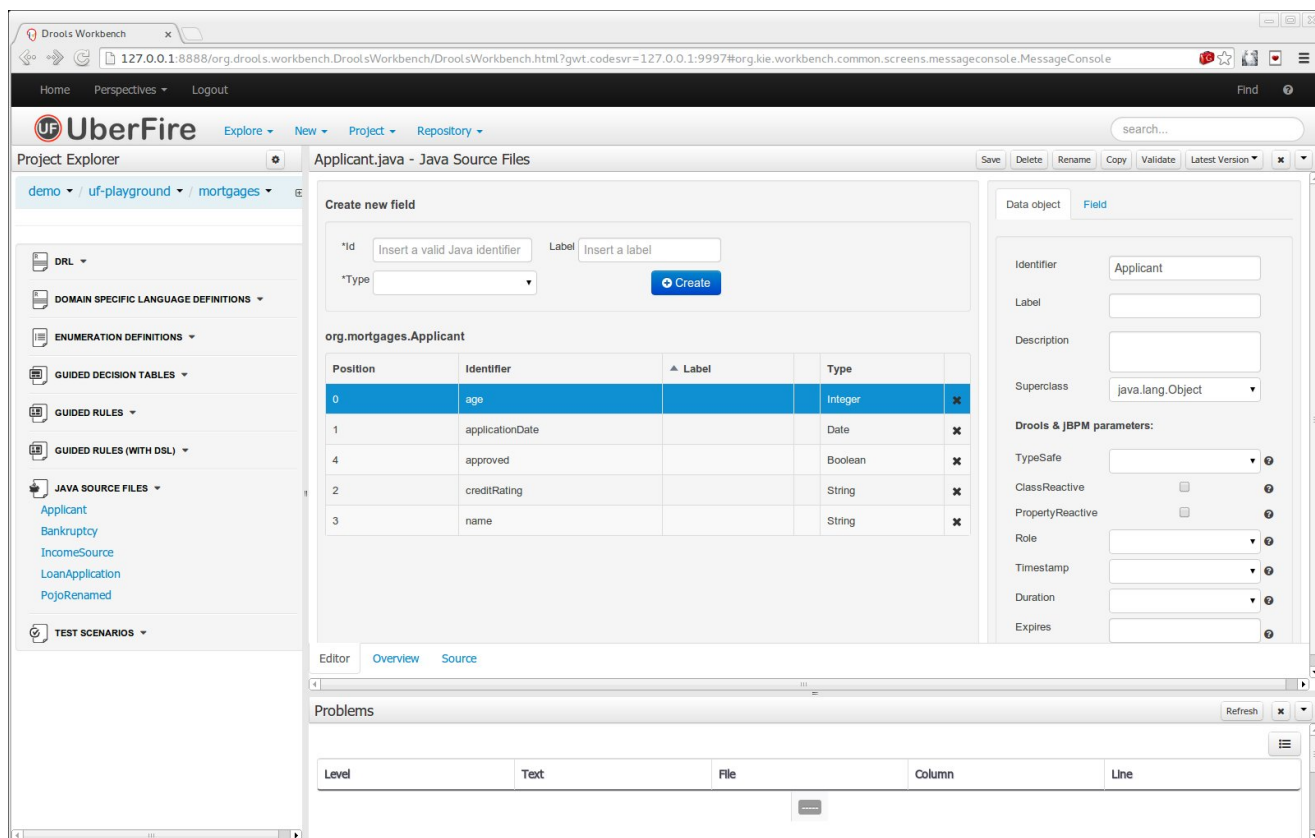 Drools Workbench
127.0.0.1:8888/org.drools.workbench.DroolsWorkbench/DroolsWorkbench.html?gwt.codesvr=127.0.0.1:9997#org.kie.workbench.common.screens.messageconsole.MessageConsole
Home Perspectives Logout Find
UF UberFire Explore New Project Repository search...
Project Explorer
demo / uf-playground / mortgages
DRL
DOMAIN SPECIFIC LANGUAGE DEFINITIONS
ENUMERATION DEFINITIONS
GUIDED DECISION TABLES
GUIDED RULES
GUIDED RULES (WITH DSL)
JAVA SOURCE FILES
Applicant
Bankruptcy
IncomeSource
LoanApplication
PojoRenamed
TEST SCENARIOS
Applicant.java - Java Source Files Save Delete Rename Copy Validate Latest Version
Create new field
*Id Insert a valid Java identifier Label Insert a label
*Type Create
org.mortgages.Applicant
Position Identifier Label Type
0 age Integer
1 applicationDate Date
4 approved Boolean
2 creditRating String
3 name String
Data object Field
Identifier Applicant
Label
Description
Superclass java.lang.Object
Drools & jBPM parameters:
TypeSafe
ClassReactive
PropertyReactive
Role
Timestamp
Duration
Expires
Editor Overview Source
Problems Refresh
Level Text File Column Line